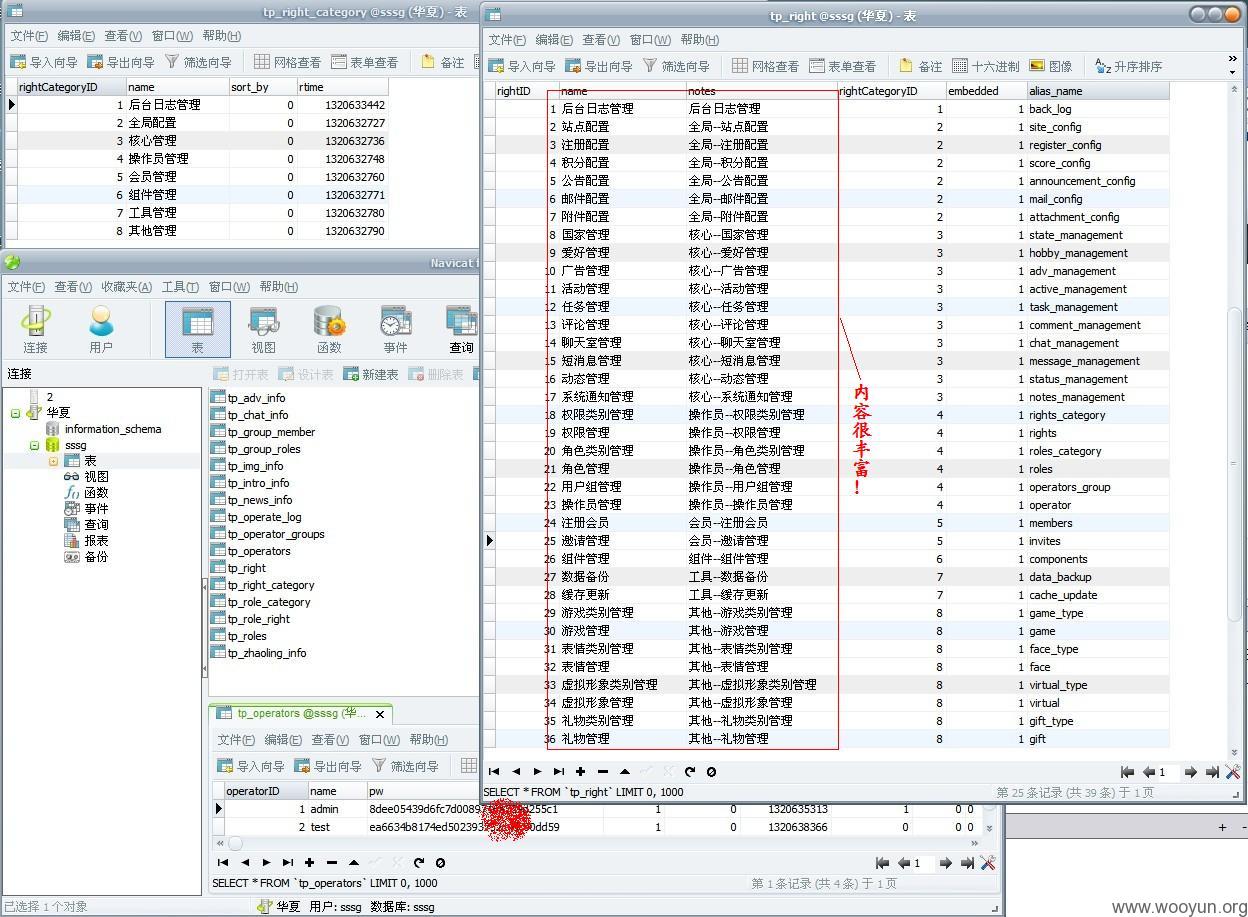 tp_right_category @sssg (华夏) - 表
文件(F) 编辑(E) 查看(V) 窗口(W) 帮助(H)
导入向导 导出向导 筛选向导 网格查看 表单查看 备注
rightCategoryID name sort_by rtime
1 后台日志管理 0 1320633442
2 全局配置 0 1320632727
3 核心管理 0 1320632736
4 操作员管理 0 1320632748
5 会员管理 0 1320632760
6 组件管理 0 1320632771
7 工具管理 0 1320632780
8 其他管理 0 1320632790
Navicat
文件(F) 查看(V) 收藏夹(A) 工具(T) 窗口(W) 帮助(H)
连接 用户 表 视图 函数 事件 查询
连接
打开表 设计表 新建表 删除表
2
华夏
information_schema
sssg
表
视图
函数
事件
查询
报表
备份
tp_adv_info
tp_chat_info
tp_group_member
tp_group_roles
tp_img_info
tp_intro_info
tp_news_info
tp_operate_log
tp_operator_groups
tp_operators
tp_right
tp_right_category
tp_role_category
tp_role_right
tp_roles
tp_zhaoling_info
tp_right @sssg (华夏) - 表
文件(F) 编辑(E) 查看(V) 窗口(W) 帮助(H)
导入向导 导出向导 筛选向导 网格查看 表单查看 备注 十六进制 图像 升序排序
rightID name notes rightCategoryID embedded alias_name
1 后台日志管理 后台日志管理 1 1 back_log
2 站点配置 全局--站点配置 2 1 site_config
3 注册配置 全局--注册配置 2 1 register_config
4 积分配置 全局--积分配置 2 1 score_config
5 公告配置 全局--公告配置 2 1 announcement_config
6 邮件配置 全局--邮件配置 2 1 mail_config
7 附件配置 全局--附件配置 2 1 attachment_config
8 国家管理 核心--国家管理 3 1 state_management
9 爱好管理 核心--爱好管理 3 1 hobby_management
10 广告管理 核心--广告管理 3 1 adv_management
11 活动管理 核心--活动管理 3 1 active_management
12 任务管理 核心--任务管理 3 1 task_management
13 评论管理 核心--评论管理 3 1 comment_management
14 聊天室管理 核心--聊天室管理 3 1 chat_management
15 短消息管理 核心--短消息管理 3 1 message_management
16 动态管理 核心--动态管理 3 1 status_management
17 系统通知管理 核心--系统通知管理 3 1 notes_management
18 权限类别管理 操作员--权限类别管理 4 1 rights_category
19 权限管理 操作员--权限管理 4 1 rights
20 角色类别管理 操作员--角色类别管理 4 1 roles_category
21 角色管理 操作员--角色管理 4 1 roles
22 用户组管理 操作员--用户组管理 4 1 operators_group
23 操作员管理 操作员--操作员管理 4 1 operator
24 注册会员 会员--注册会员 5 1 members
25 邀请管理 会员--邀请管理 5 1 invites
26 组件管理 组件--组件管理 6 1 components
27 数据备份 工具--数据备份 7 1 data_backup
28 缓存更新 工具--缓存更新 7 1 cache_update
29 游戏类别管理 其他--游戏类别管理 8 1 game_type
30 游戏管理 其他--游戏管理 8 1 game
31 表情类别管理 其他--表情类别管理 8 1 face_type
32 表情管理 其他--表情管理 8 1 face
33 虚拟形象类别管理 其他--虚拟形象类别管理 8 1 virtual_type
34 虚拟形象管理 其他--虚拟形象管理 8 1 virtual
35 礼物类别管理 其他--礼物类别管理 8 1 gift_type
36 礼物管理 其他--礼物管理 8 1 gift
内容很丰富！
1
SELECT * FROM `tp_right` LIMIT 0, 1000 第 25 条记录 (共 39 条) 于 1 页
tp_operators @sssg (华...
文件(F) 编辑(E) 查看(V) 窗口(W) 帮助(H)
导入向导 导出向导 筛选向导
operatorID name pw
1 admin 8dee05439d6fc7d0089 255c1 1 0 1320635313 1 0 0
2 test ea6634b8174ed502393 0dd59 1 0 1320638366 0 0 0
1
SELECT * FROM `tp_operators` LIMIT 0, 1000 第 1 条记录 (共 4 条) 于 1 页
已选择 1 个对象 华夏 用户: sssg 数据库: sssg
www.wooyun.org